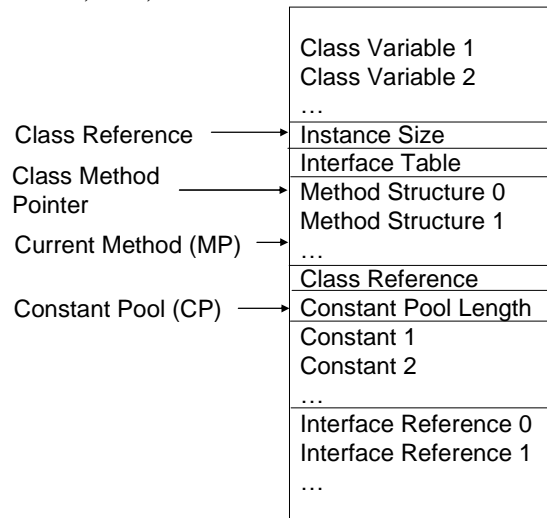 Class Variable 1
Class Variable 2
…
Class Reference
Instance Size
Interface Table
Class Method
Pointer
Method Structure 0
Method Structure 1
Current Method (MP)
…
Class Reference
Constant Pool (CP)
Constant Pool Length
Constant 1
Constant 2
…
Interface Reference 0
Interface Reference 1
…